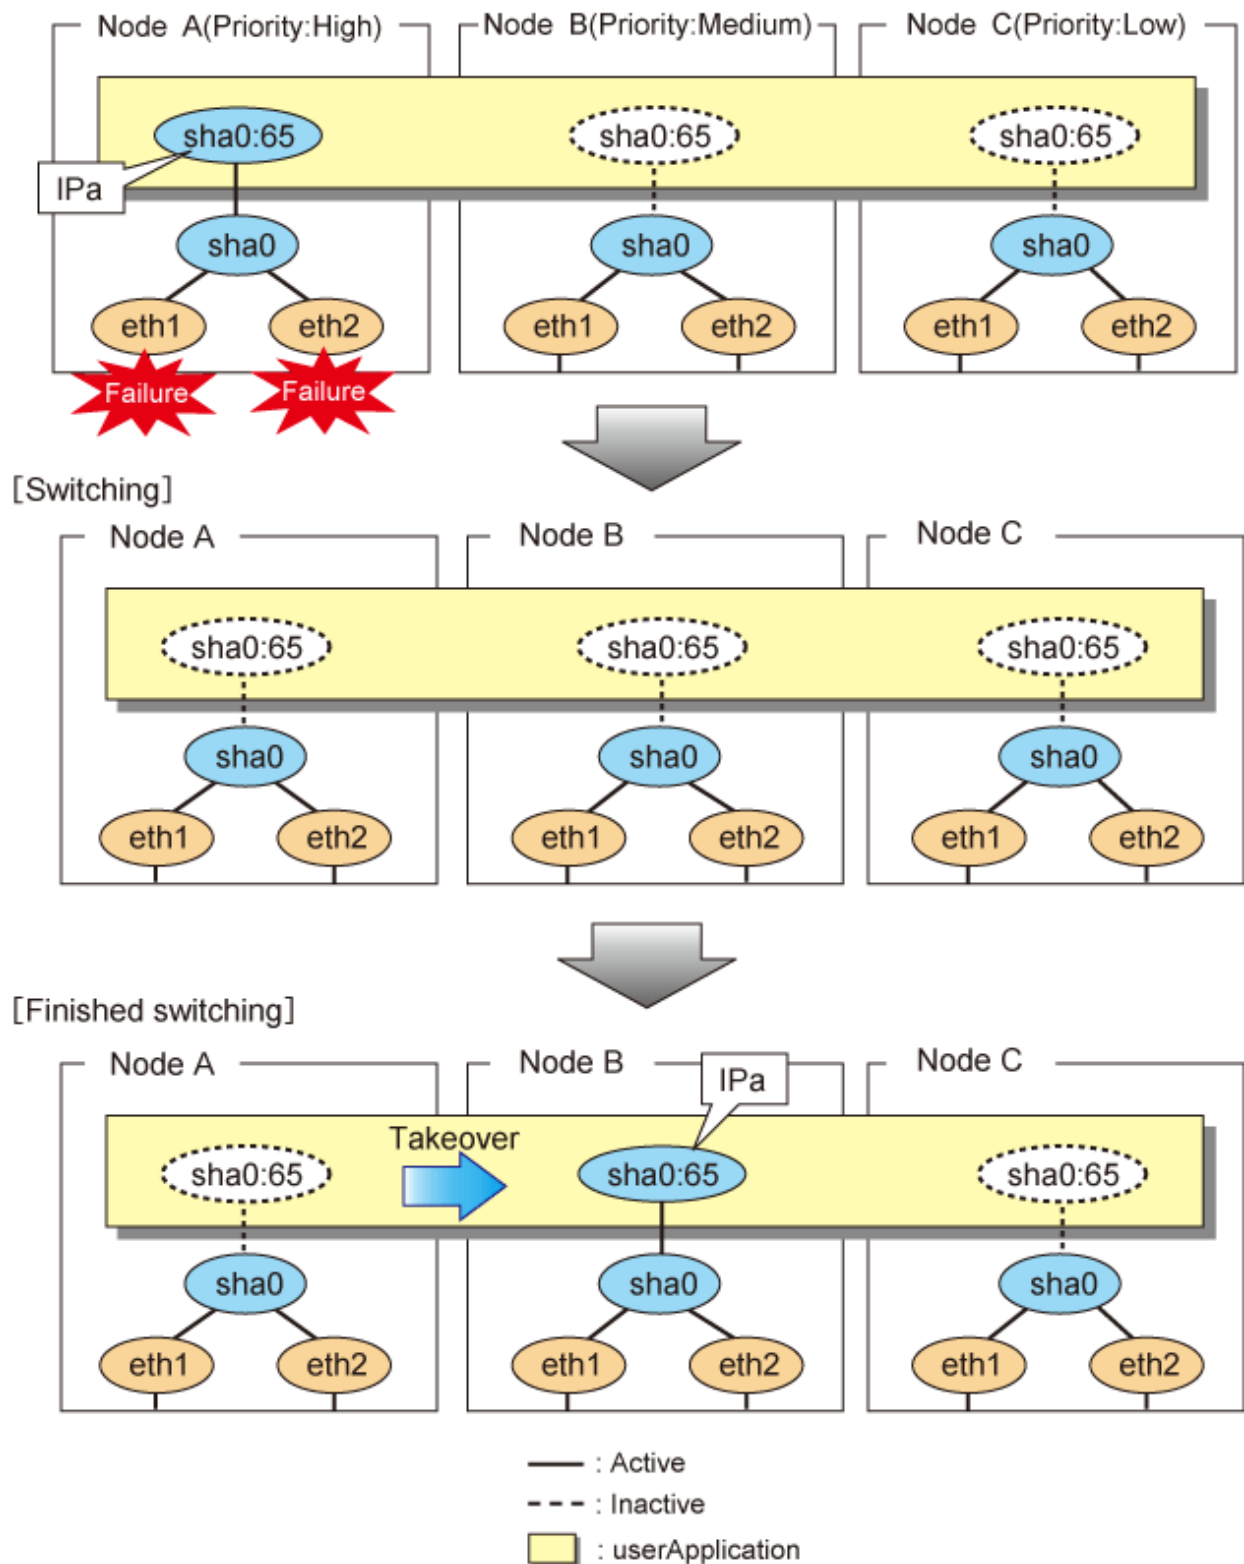 Node A(Priority:High) Node B(Priority:Medium) Node C(Priority:Low)
sha0:65 sha0:65 sha0:65
IPa
sha0 sha0 sha0
eth1 eth2 eth1 eth2 eth1 eth2
Failure Failure
[Switching]
Node A Node B Node C
sha0:65 sha0:65 sha0:65
sha0 sha0 sha0
eth1 eth2 eth1 eth2 eth1 eth2
[Finished switching]
Node A Node B Node C
IPa
Takeover
sha0:65 sha0:65 sha0:65
sha0 sha0 sha0
eth1 eth2 eth1 eth2 eth1 eth2
: Active
: Inactive
: userApplication